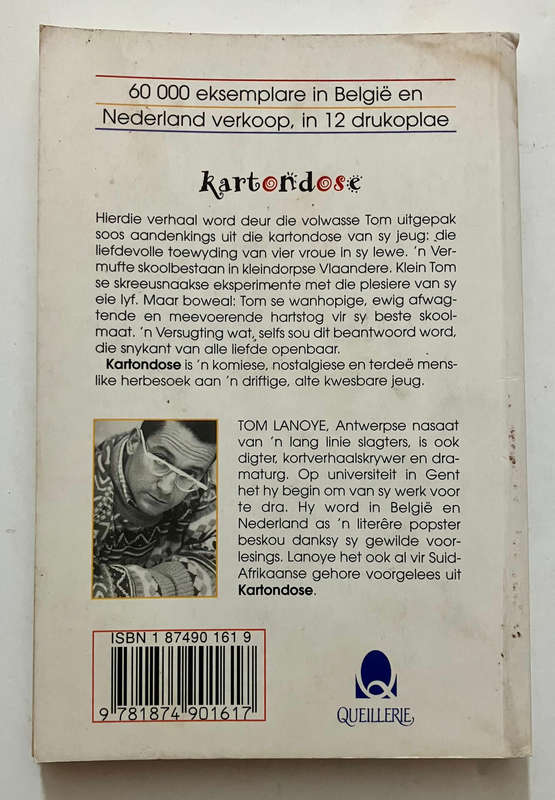 60 000 eksemplare in België en
Nederland verkoop, in 12 drukoplae
kartondose
Hierdie verhaal word deur die volwasse Tom uitgepak
soos aandenkings uit die kartondose van sy jeug: die
liefdevolle toewyding van vier vroue in sy lewe. 'n Ver-
mufte skoolbestaan in kleindorpse Vlaandere. Klein Tom
se skreeusnaakse eksperimente met die plesiere van sy
eie lyf. Maar boweal: Tom se wanhopige, ewig afwag-
tende en meevoerende hartstog vir sy beste skool-
maat. 'n Versugting wat, selfs sou dit beantwoord word,
die snykant van alle liefde openbaar.
Kartondose is 'n komiese, nostalgiese en terdeë mens-
like herbesoek aan 'n driftige, alte kwesbare jeug.
TOM LANOYE, Antwerpse nasaat
van 'n lang linie slagters, is ook
digter, kortverhaalskrywer en dra-
maturg. Op universiteit in Gent
het hy begin om van sy werk voor
te dra. Hy word in België en
Nederland as 'n literêre popster
beskou danksy sy gewilde voor-
lesings. Lanoye het ook al vir Suid-
Afrikaanse gehore voorgelees uit
Kartondose.
ISBN 1 87490 161 9
9 781874 901617
QUEILLERIE